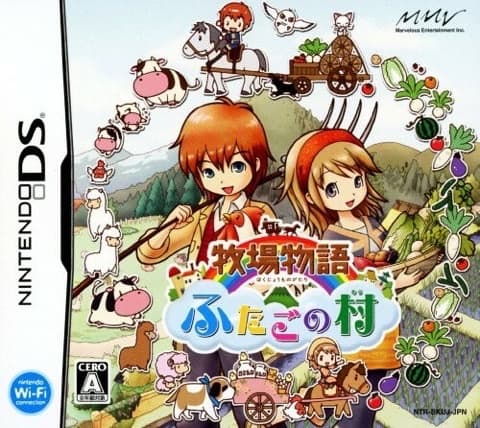 mmv
Marvelous Entertainment Inc.
NINTENDO DS
牧場物語
ぼくじょうものがたり
ふたごの村
むら
CERO
A
全年齢対象
nintendo
Wi-Fi
connection
NTR-BKUJ-JPN